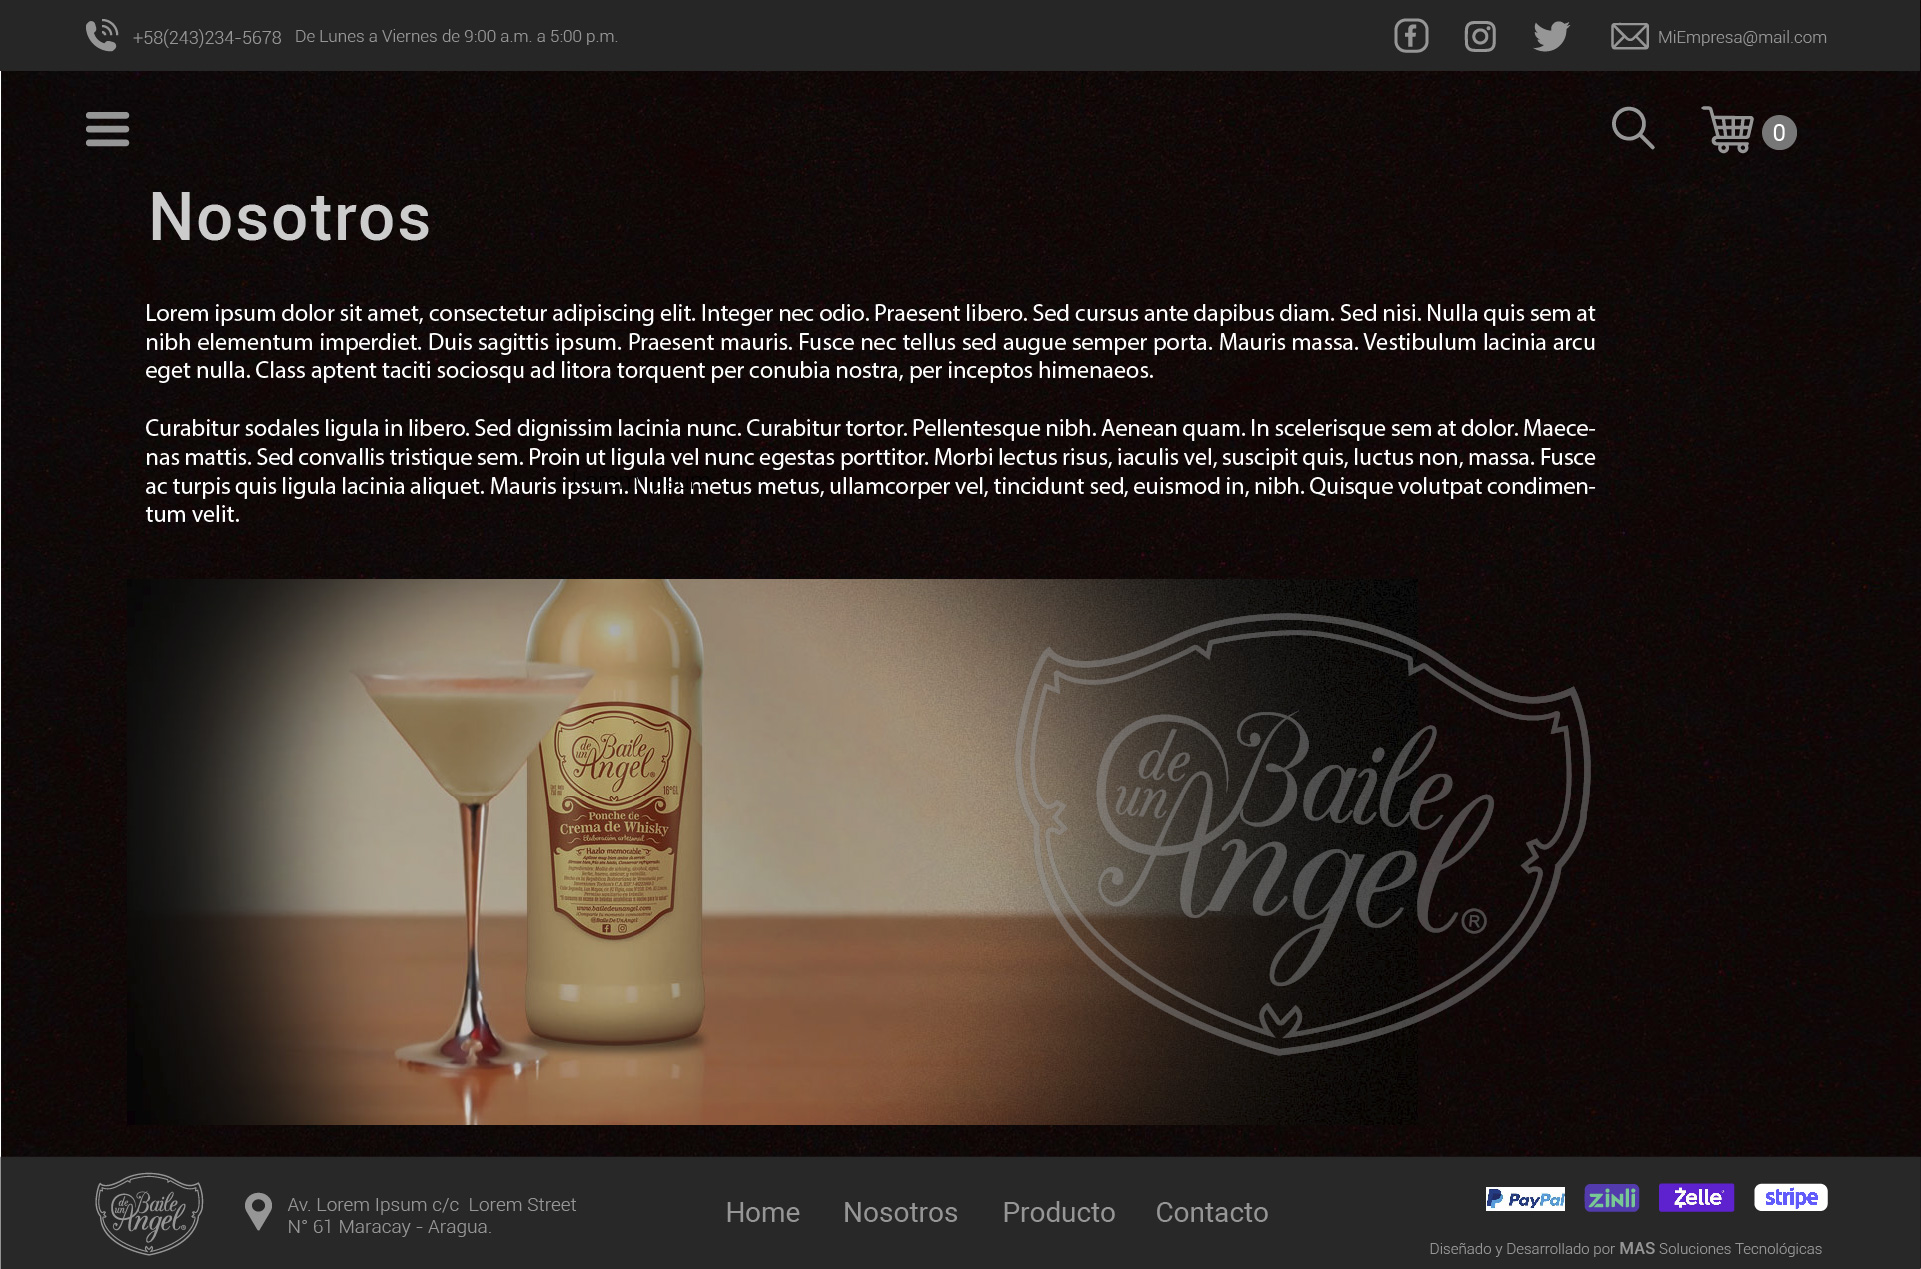 +58(243)234-5678 De Lunes a Viernes de 9:00 a.m. a 5:00 p.m.
MiEmpresa@mail.com
0
Nosotros
Lorem ipsum dolor sit amet, consectetur adipiscing elit. Integer nec odio. Praesent libero. Sed cursus ante dapibus diam. Sed nisi. Nulla quis sem at
nibh elementum imperdiet. Duis sagittis ipsum. Praesent mauris. Fusce nec tellus sed augue semper porta. Mauris massa. Vestibulum lacinia arcu
eget nulla. Class aptent taciti sociosqu ad litora torquent per conubia nostra, per inceptos himenaeos.
Curabitur sodales ligula in libero. Sed dignissim lacinia nunc. Curabitur tortor. Pellentesque nibh. Aenean quam. In scelerisque sem at dolor. Maece-
nas mattis. Sed convallis tristique sem. Proin ut ligula vel nunc egestas porttitor. Morbi lectus risus, iaculis vel, suscipit quis, luctus non, massa. Fusce
ac turpis quis ligula lacinia aliquet. Mauris ipsum. Nulla metus metus, ullamcorper vel, tincidunt sed, euismod in, nibh. Quisque volutpat condimen-
tum velit.
Baile
de un
Angel®
16°GL
Ponche de
Crema de Whisky
Elaboración artesanal
Hazlo memorable
www.bailedeunangel.com
@BaileDeUnAngel
Baile
de un
Angel®
Baile
de un
Angel®
Av. Lorem Ipsum c/c Lorem Street
N° 61 Maracay - Aragua.
Home Nosotros Producto Contacto
PayPal zinli Zelle stripe
Diseñado y Desarrollado por MAS Soluciones Tecnológicas